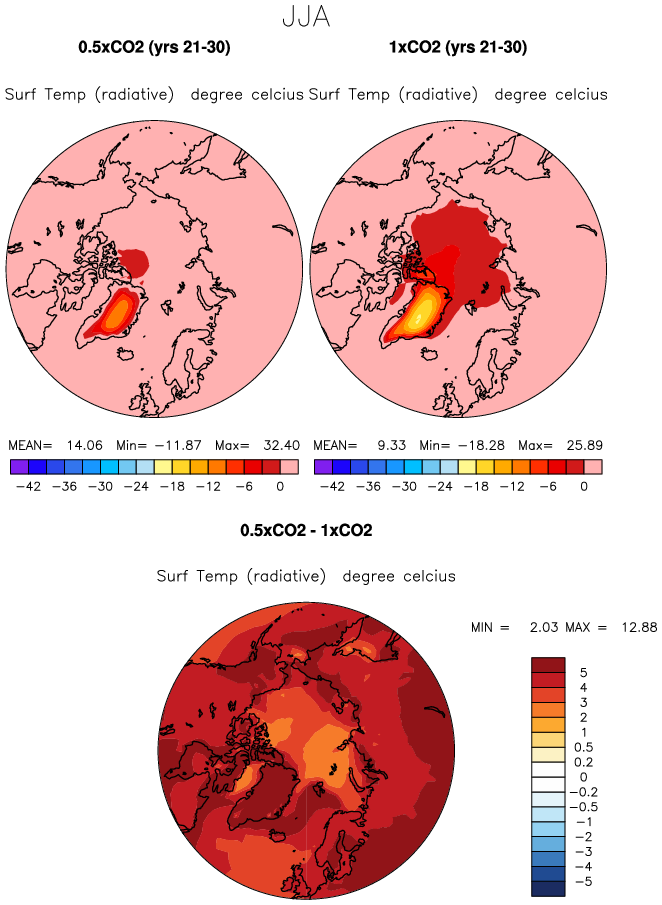 JJA
0.5xCO2 (yrs 21-30) 1xCO2 (yrs 21-30)
Surf Temp (radiative) degree celcius Surf Temp (radiative) degree celcius
MEAN= 14.06 Min= −11.87 Max= 32.40 MEAN= 9.33 Min= −18.28 Max= 25.89
−42 −36 −30 −24 −18 −12 −6 0 −42 −36 −30 −24 −18 −12 −6 0
0.5xCO2 - 1xCO2
Surf Temp (radiative) degree celcius
MIN = 2.03 MAX = 12.88
5
4
3
2
1
0.5
0.2
0
−0.2
−0.5
−1
−2
−3
−4
−5